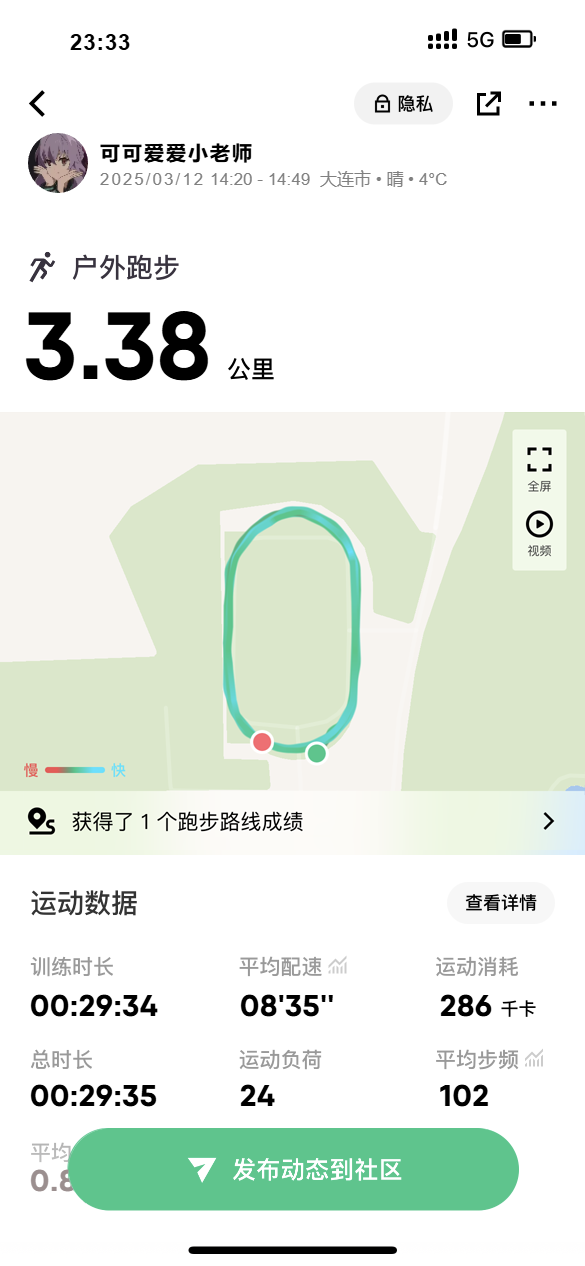 23:33
5G
隐私
可可爱爱小老师
2025/03/12 14:20 - 14:49 大连市 • 晴 • 4°C
户外跑步
3.38 公里
全屏
视频
慢 快
获得了 1 个跑步路线成绩
运动数据 查看详情
训练时长 平均配速 运动消耗
00:29:34 08'35" 286 千卡
总时长 运动负荷 平均步频
00:29:35 24 102
平均
0.8
发布动态到社区